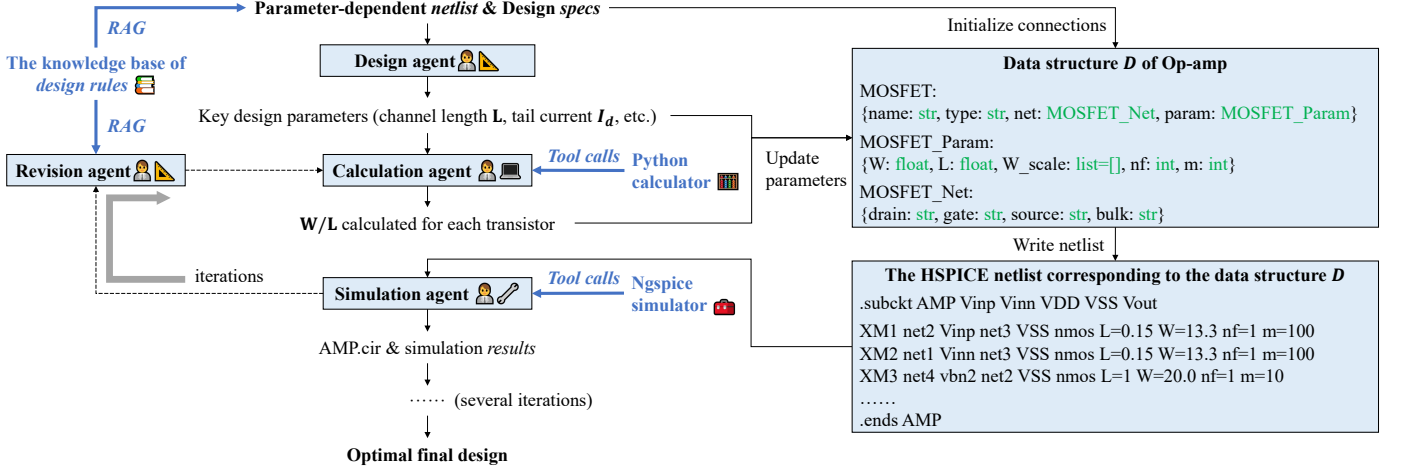 Parameter-dependent netlist & Design specs
RAG
Initialize connections
Design agent
The knowledge base of
design rules
Key design parameters (channel length L, tail current I_d, etc.)
RAG
Revision agent
Calculation agent
Tool calls
Python
calculator
Update
parameters
W/L calculated for each transistor
iterations
Simulation agent
Tool calls
Ngspice
simulator
AMP.cir & simulation results
…… (several iterations)
Optimal final design
Data structure D of Op-amp
MOSFET:
{name: str, type: str, net: MOSFET_Net, param: MOSFET_Param}
MOSFET_Param:
{W: float, L: float, W_scale: list=[], nf: int, m: int}
MOSFET_Net:
{drain: str, gate: str, source: str, bulk: str}
Write netlist
The HSPICE netlist corresponding to the data structure D
.subckt AMP Vinp Vinn VDD VSS Vout
XM1 net2 Vinp net3 VSS nmos L=0.15 W=13.3 nf=1 m=100
XM2 net1 Vinn net3 VSS nmos L=0.15 W=13.3 nf=1 m=100
XM3 net4 vbn2 net2 VSS nmos L=1 W=20.0 nf=1 m=10
……
.ends AMP